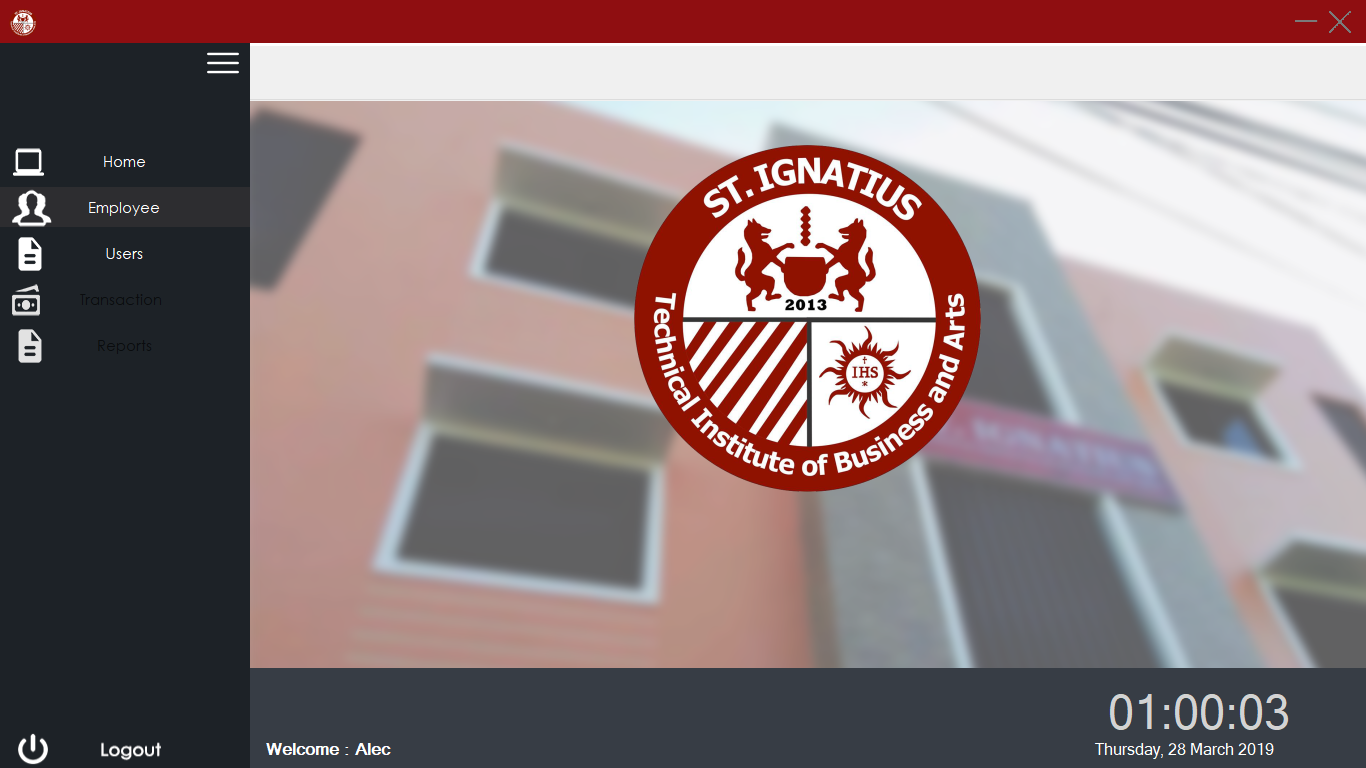 Home
Employee
Users
Transaction
Reports
Logout
ST. IGNATIUS
2013
IHS
Technical Institute of Business and Arts
IGNATIUS
Welcome : Alec
01:00:03
Thursday, 28 March 2019